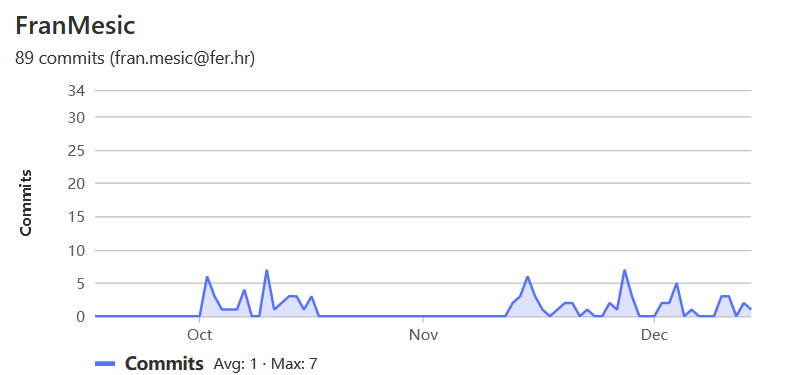 FranMesic
89 commits (fran.mesic@fer.hr)
34
30
25
20
15
10
5
0
Commits
Oct Nov Dec
Commits Avg: 1 · Max: 7